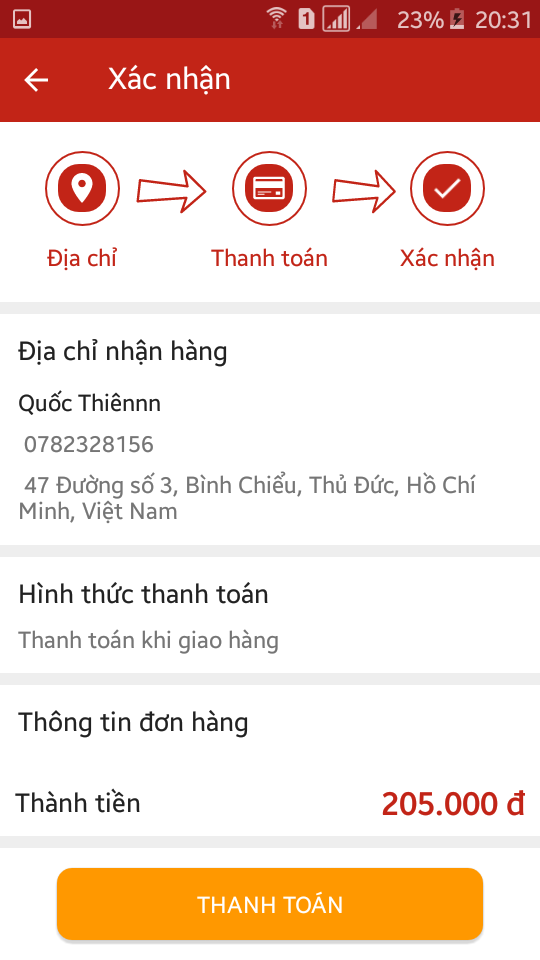 1 23% 20:31
Xác nhận
Địa chỉ Thanh toán Xác nhận
Địa chỉ nhận hàng
Quốc Thiênnn
0782328156
47 Đường số 3, Bình Chiểu, Thủ Đức, Hồ Chí
Minh, Việt Nam
Hình thức thanh toán
Thanh toán khi giao hàng
Thông tin đơn hàng
Thành tiền 205.000 đ
THANH TOÁN